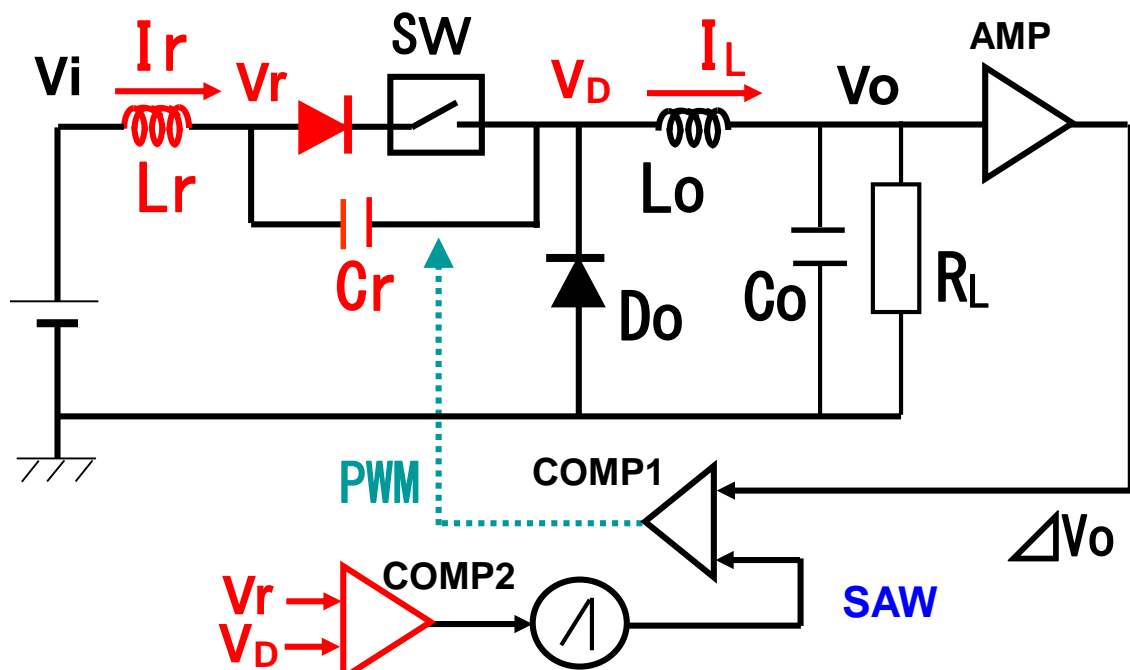 SW
AMP
Ir
IL
Vi
Vr
VD
Vo
Lr
Lo
Cr
Do
Co
RL
COMP1
PWM
⊿Vo
COMP2
Vr
SAW
VD